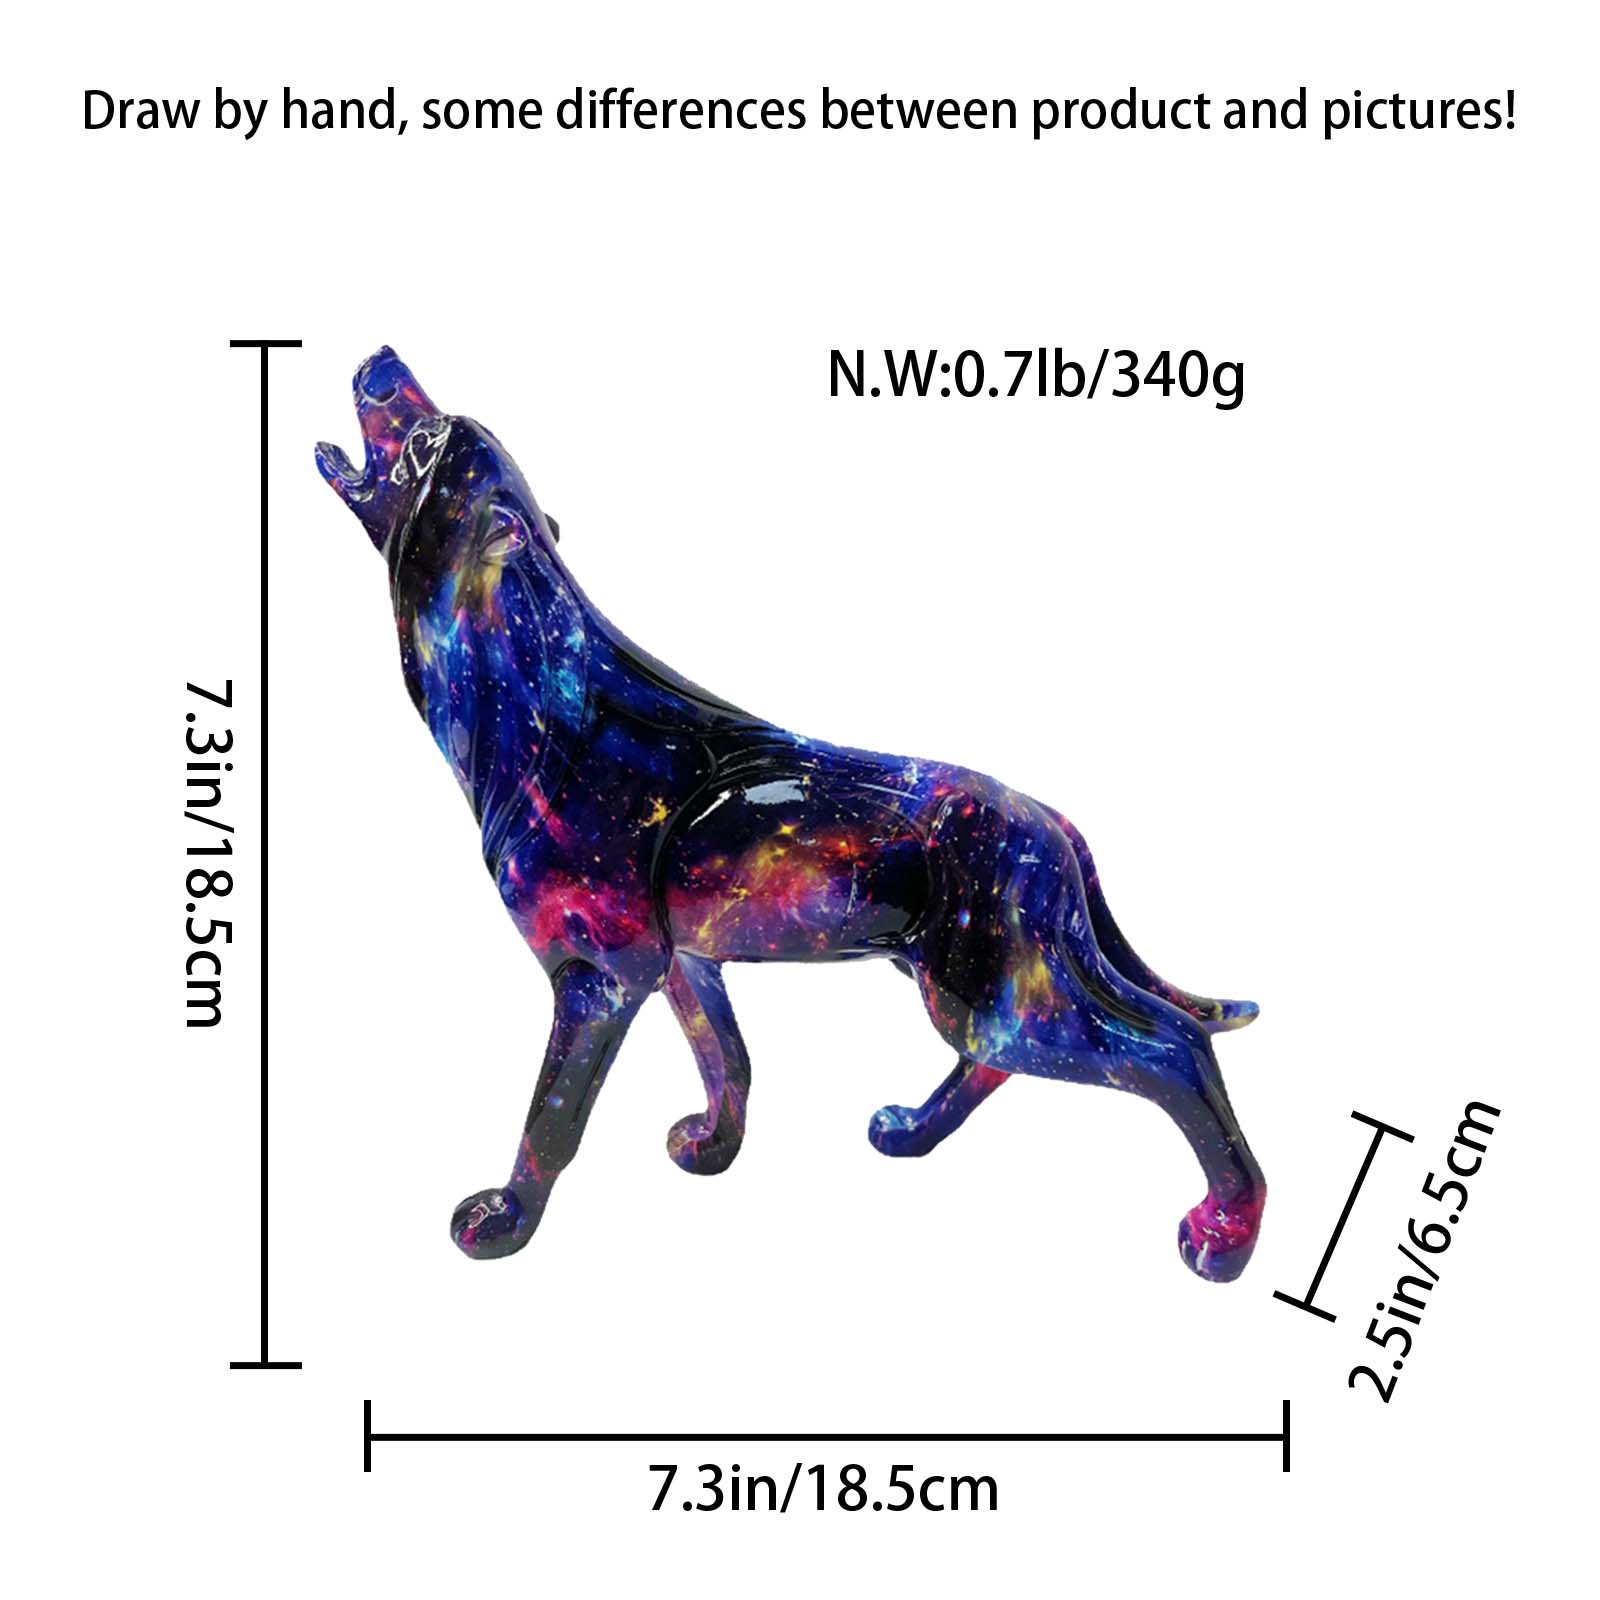 Draw by hand, some differences between product and pictures!
N.W:0.7lb/340g
7.3in/18.5cm
2.5in/6.5cm
7.3in/18.5cm